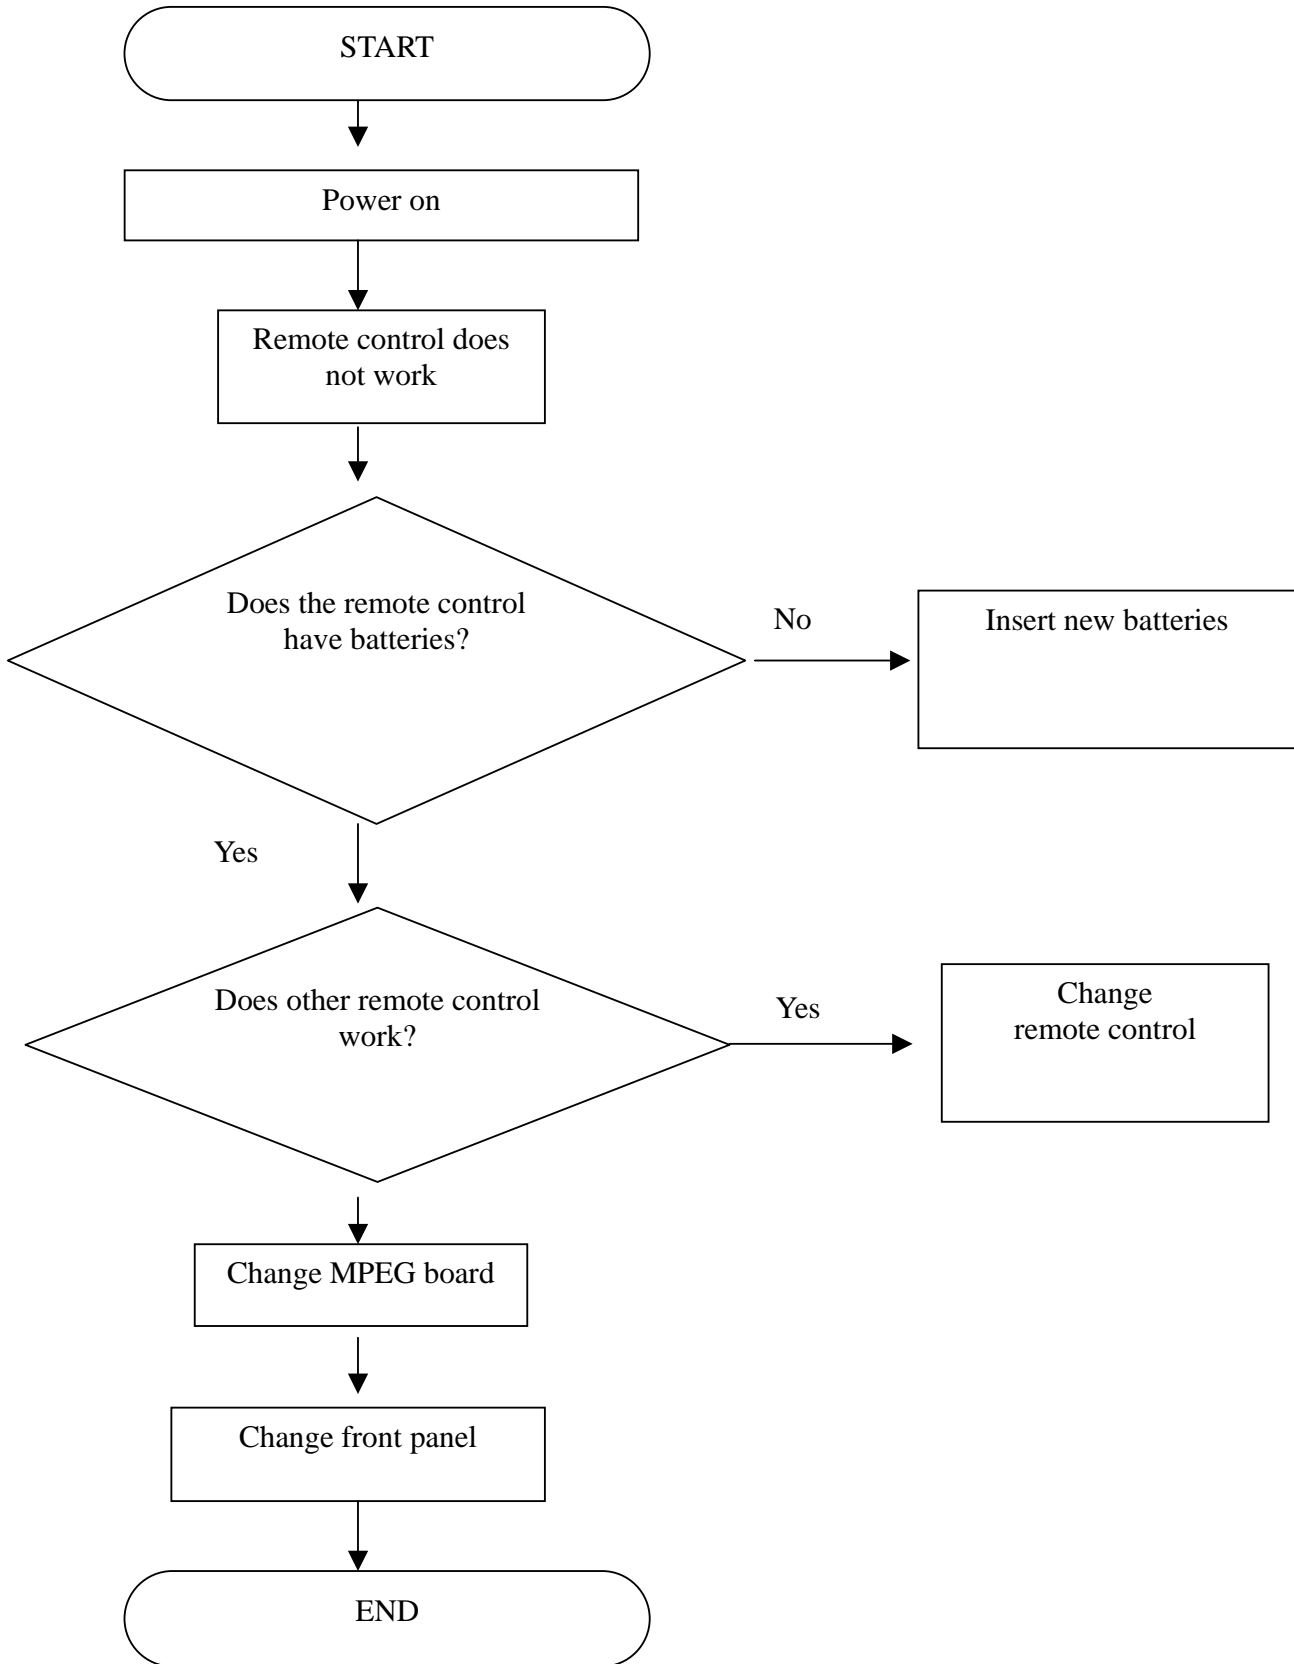 START
Power on
Remote control does
not work
Does the remote control
have batteries?
No
Insert new batteries
Yes
Does other remote control
work?
Yes
Change
remote control
Change MPEG board
Change front panel
END